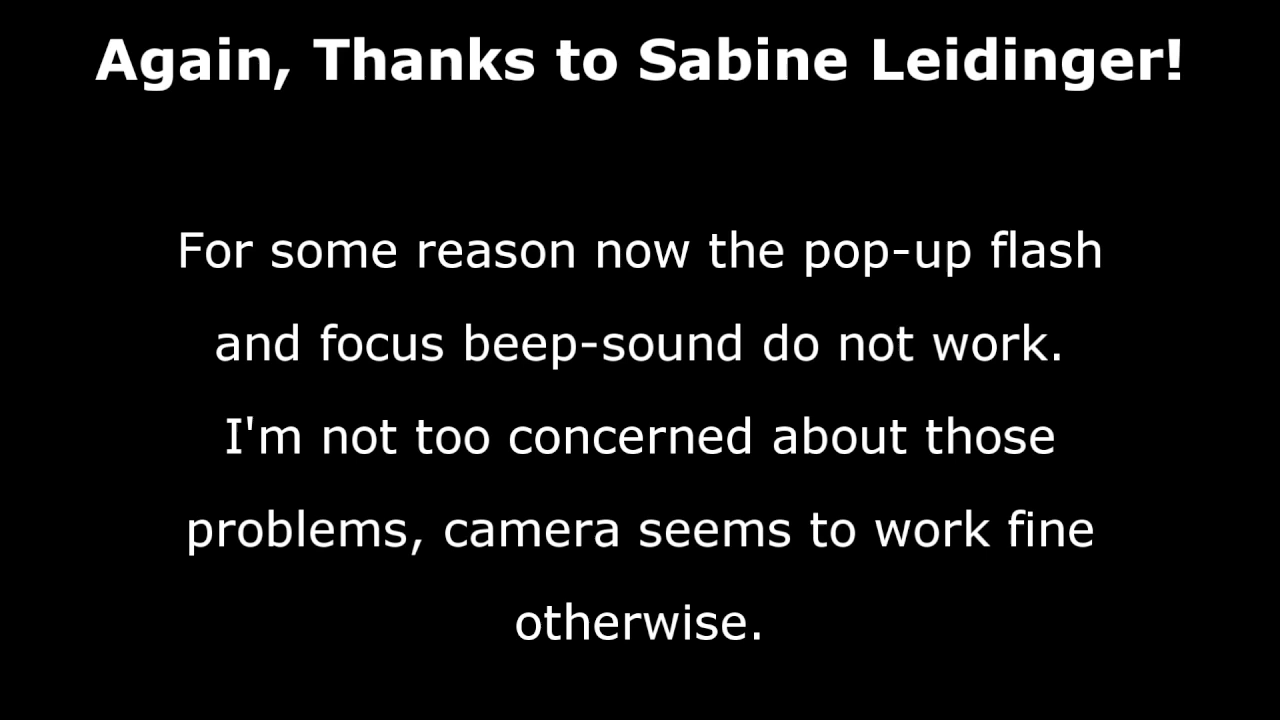 Again, Thanks to Sabine Leidinger!
For some reason now the pop-up flash
and focus beep-sound do not work.
I'm not too concerned about those
problems, camera seems to work fine
otherwise.